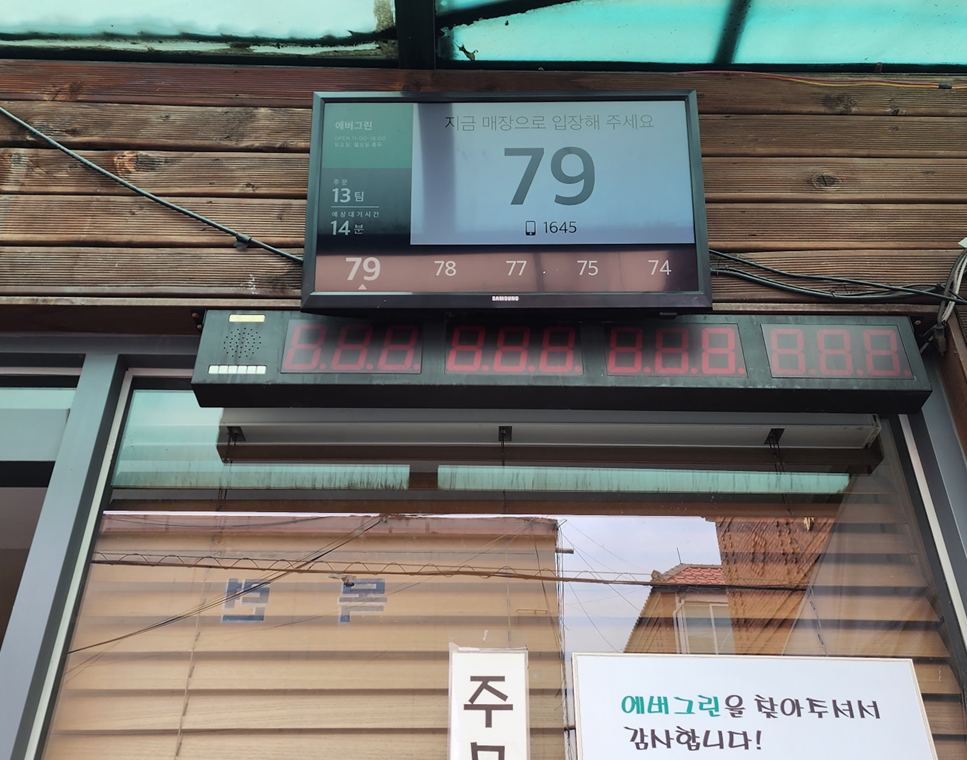 에버그린
지금 매장으로 입장해 주세요
79
1645
주문
13 팀
예상대기시간
14 분
79 78 77 75 74
SAMSUNG
에버그린을 찾아주셔서
감사합니다!